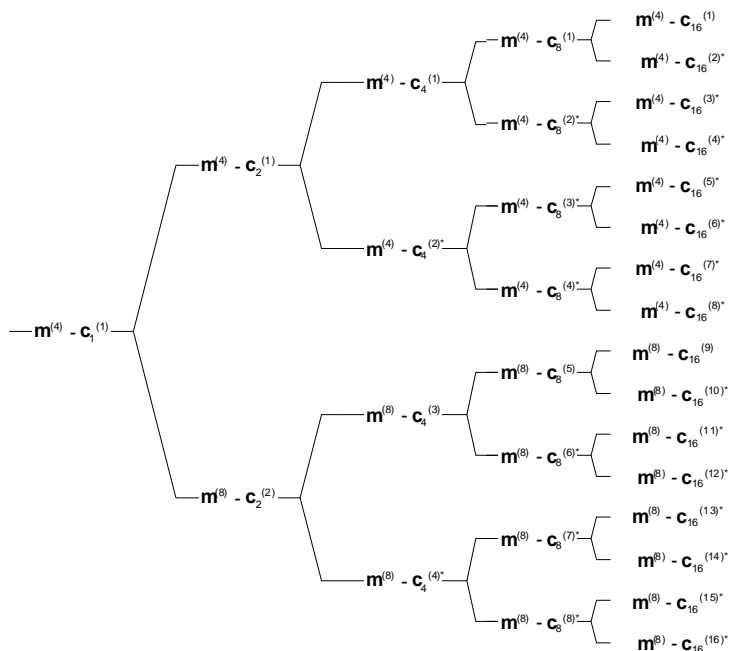 m(4) - c16(1)
m(4) - c8(1)
m(4) - c16(2)*
m(4) - c4(1)
m(4) - c16(3)*
m(4) - c8(2)*
m(4) - c16(4)*
m(4) - c2(1)
m(4) - c16(5)*
m(4) - c8(3)*
m(4) - c16(6)*
m(4) - c4(2)*
m(4) - c16(7)*
m(4) - c8(4)*
m(4) - c16(8)*
m(4) - c1(1)
m(8) - c16(9)
m(8) - c8(5)
m(8) - c16(10)*
m(8) - c4(3)
m(8) - c16(11)*
m(8) - c8(6)*
m(8) - c16(12)*
m(8) - c2(2)
m(8) - c16(13)*
m(8) - c8(7)*
m(8) - c16(14)*
m(8) - c4(4)*
m(8) - c16(15)*
m(8) - c8(8)*
m(8) - c16(16)*